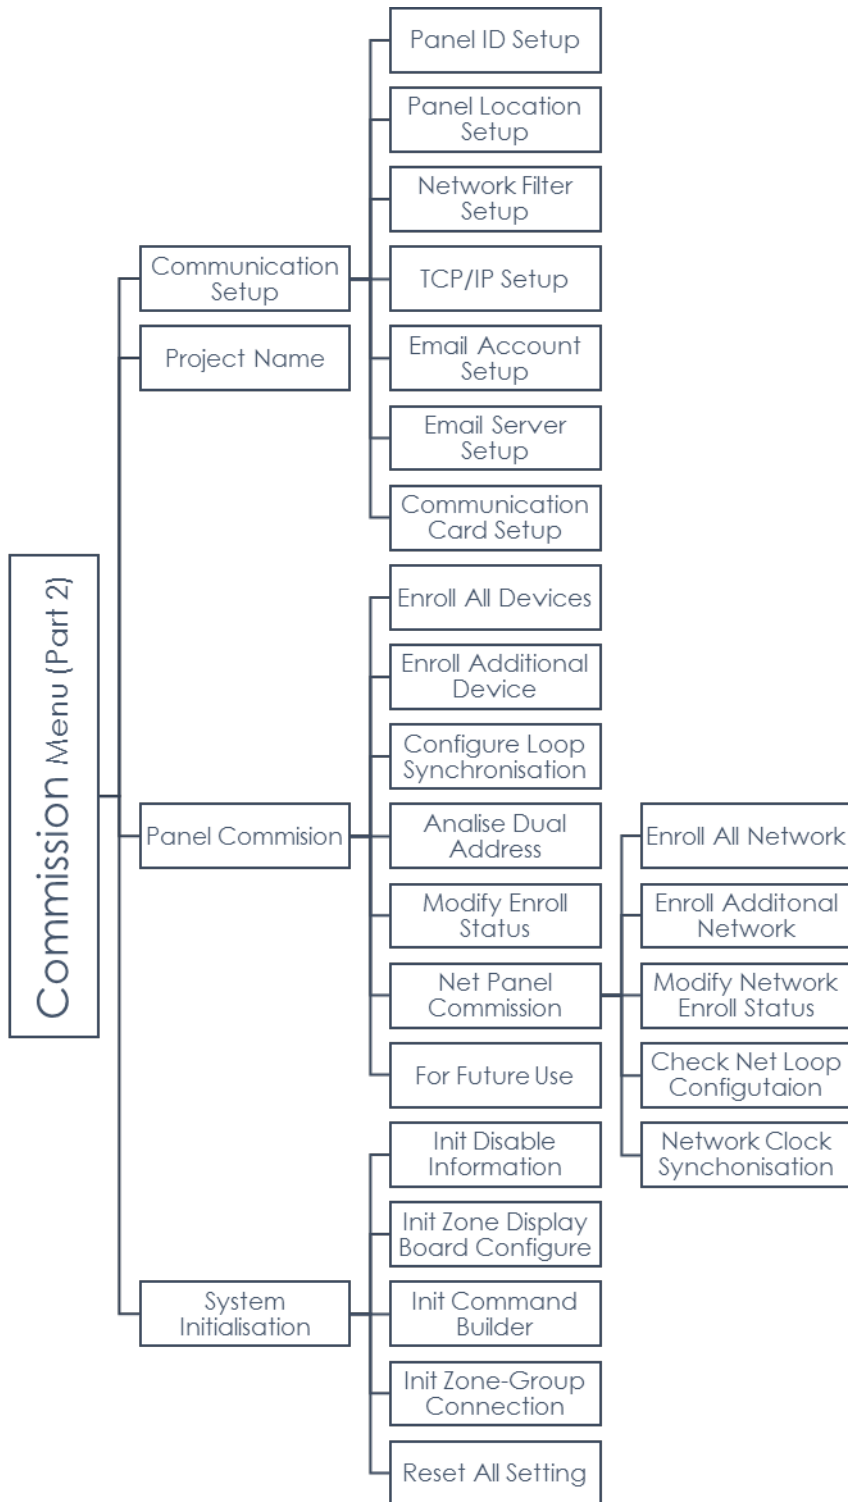 Commission Menu (Part 2)
Communication
Setup
Panel ID Setup
Panel Location
Setup
Network Filter
Setup
TCP/IP Setup
Email Account
Setup
Email Server
Setup
Communication
Card Setup
Project Name
Panel Commision
Enroll All Devices
Enroll Additional
Device
Configure Loop
Synchronisation
Analise Dual
Address
Modify Enroll
Status
Net Panel
Commission
Enroll All Network
Enroll Additonal
Network
Modify Network
Enroll Status
Check Net Loop
Configutaion
Network Clock
Synchonisation
For Future Use
System
Initialisation
Init Disable
Information
Init Zone Display
Board Configure
Init Command
Builder
Init Zone-Group
Connection
Reset All Setting